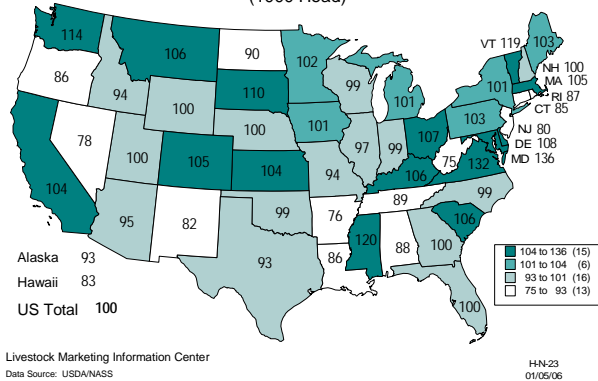 (1000 Head)
114
106
90
102
VT 119
103
86
94
110
99
101
101
NH 100
MA 105
RI 87
CT 85
100
101
103
NJ 80
DE 108
MD 136
78
100
105
100
104
94
97
99
107
106
75
132
104
95
82
99
76
89
99
93
86
120
88
100
106
100
Alaska 93
Hawaii 83
US Total 100
104 to 136 (15)
101 to 104 (6)
93 to 101 (16)
75 to 93 (13)
Livestock Marketing Information Center
Data Source: USDA/NASS
H-N-23
01/05/06